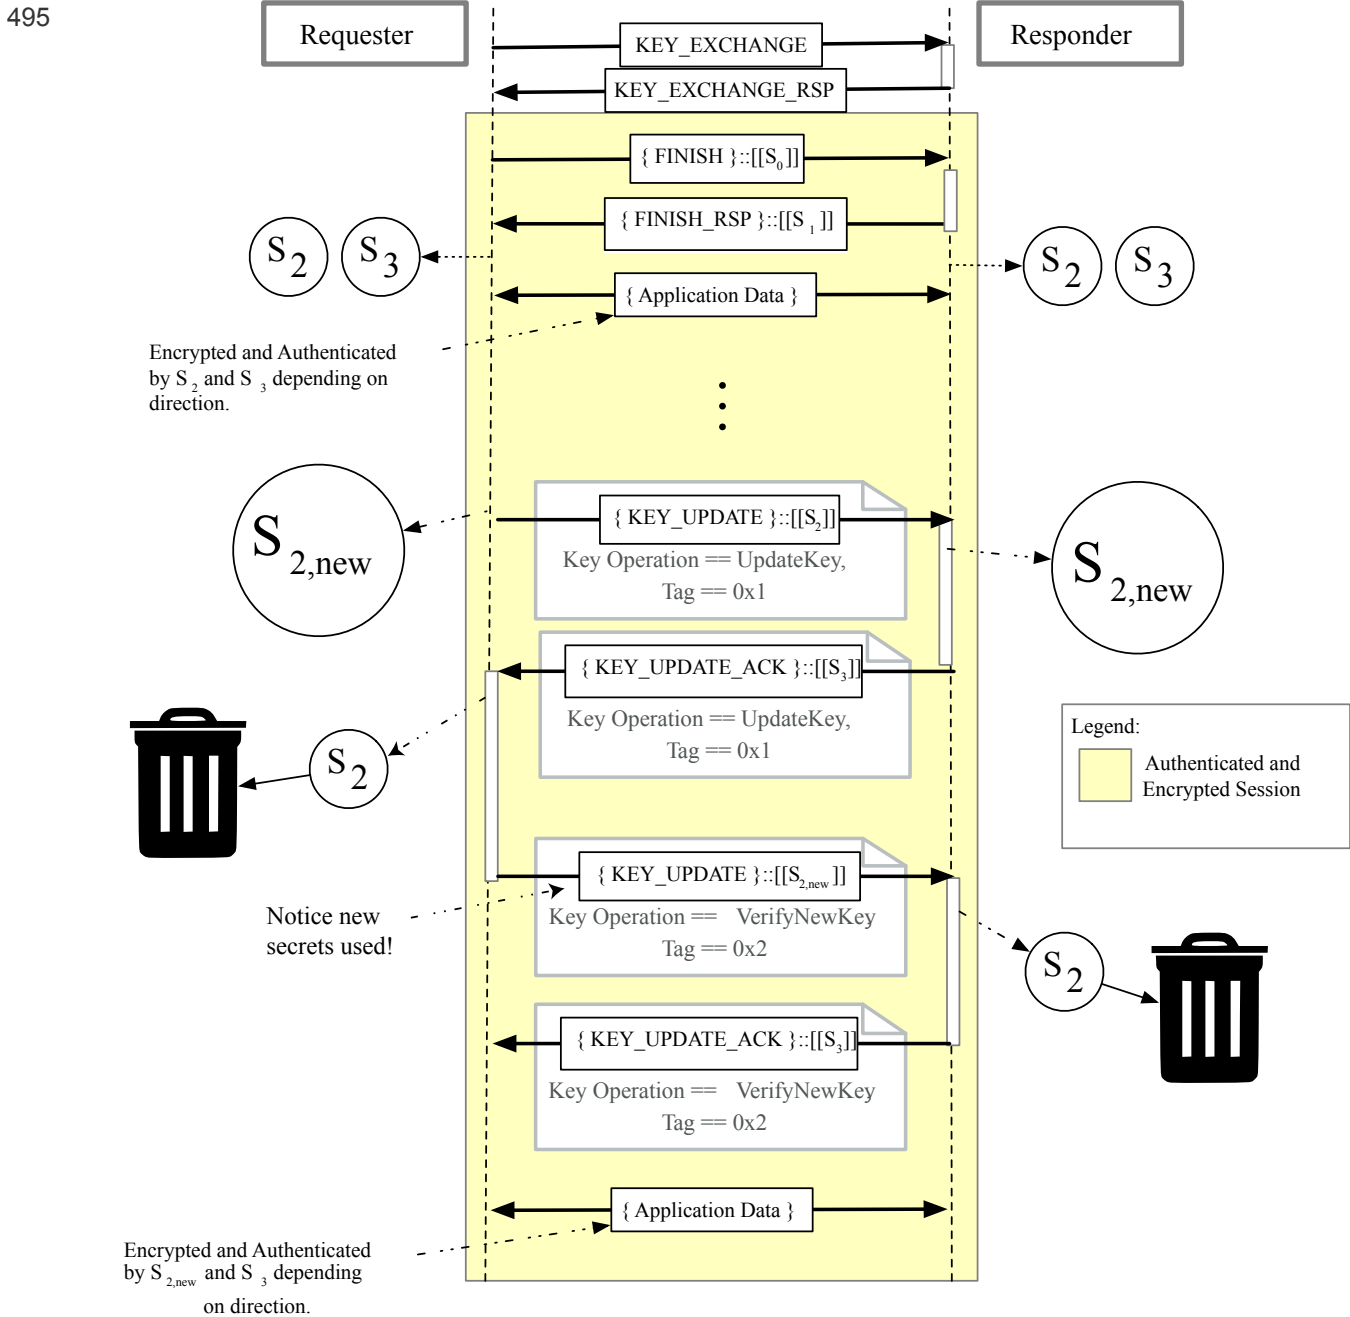 495
Requester
Responder
KEY_EXCHANGE
KEY_EXCHANGE_RSP
{ FINISH }::[[S0]]
{ FINISH_RSP }::[[S 1 ]]
S2 S3
S2 S3
{ Application Data }
Encrypted and Authenticated
by S 2 and S 3 depending on
direction.
{ KEY_UPDATE }::[[S2]]
Key Operation == UpdateKey,
Tag == 0x1
S2,new
S2,new
{ KEY_UPDATE_ACK }::[[S3]]
Key Operation == UpdateKey,
Tag == 0x1
S2
Legend:
Authenticated and
Encrypted Session
{ KEY_UPDATE }::[[S2,new ]]
Key Operation == VerifyNewKey
Tag == 0x2
Notice new
secrets used!
S2
{ KEY_UPDATE_ACK }::[[S3]]
Key Operation == VerifyNewKey
Tag == 0x2
{ Application Data }
Encrypted and Authenticated
by S 2,new and S 3 depending
on direction.